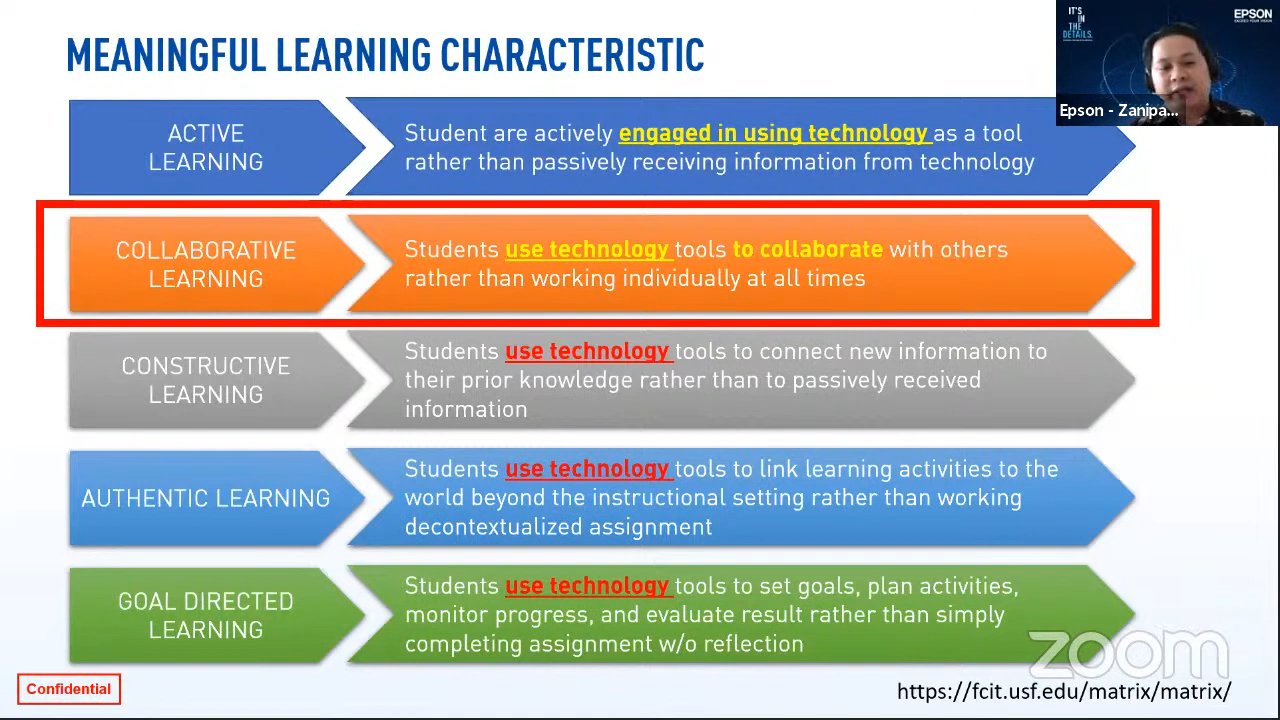 MEANINGFUL LEARNING CHARACTERISTIC
IT'S
IN
THE
DETAILS.
EPSON
EXCEED YOUR VISION
Epson - Zanipa...
ACTIVE
LEARNING
Student are actively engaged in using technology as a tool
rather than passively receiving information from technology
COLLABORATIVE
LEARNING
Students use technology tools to collaborate with others
rather than working individually at all times
CONSTRUCTIVE
LEARNING
Students use technology tools to connect new information to
their prior knowledge rather than to passively received
information
AUTHENTIC LEARNING
Students use technology tools to link learning activities to the
world beyond the instructional setting rather than working
decontextualized assignment
GOAL DIRECTED
LEARNING
Students use technology tools to set goals, plan activities,
monitor progress, and evaluate result rather than simply
completing assignment w/o reflection
zoom
Confidential
https://fcit.usf.edu/matrix/matrix/